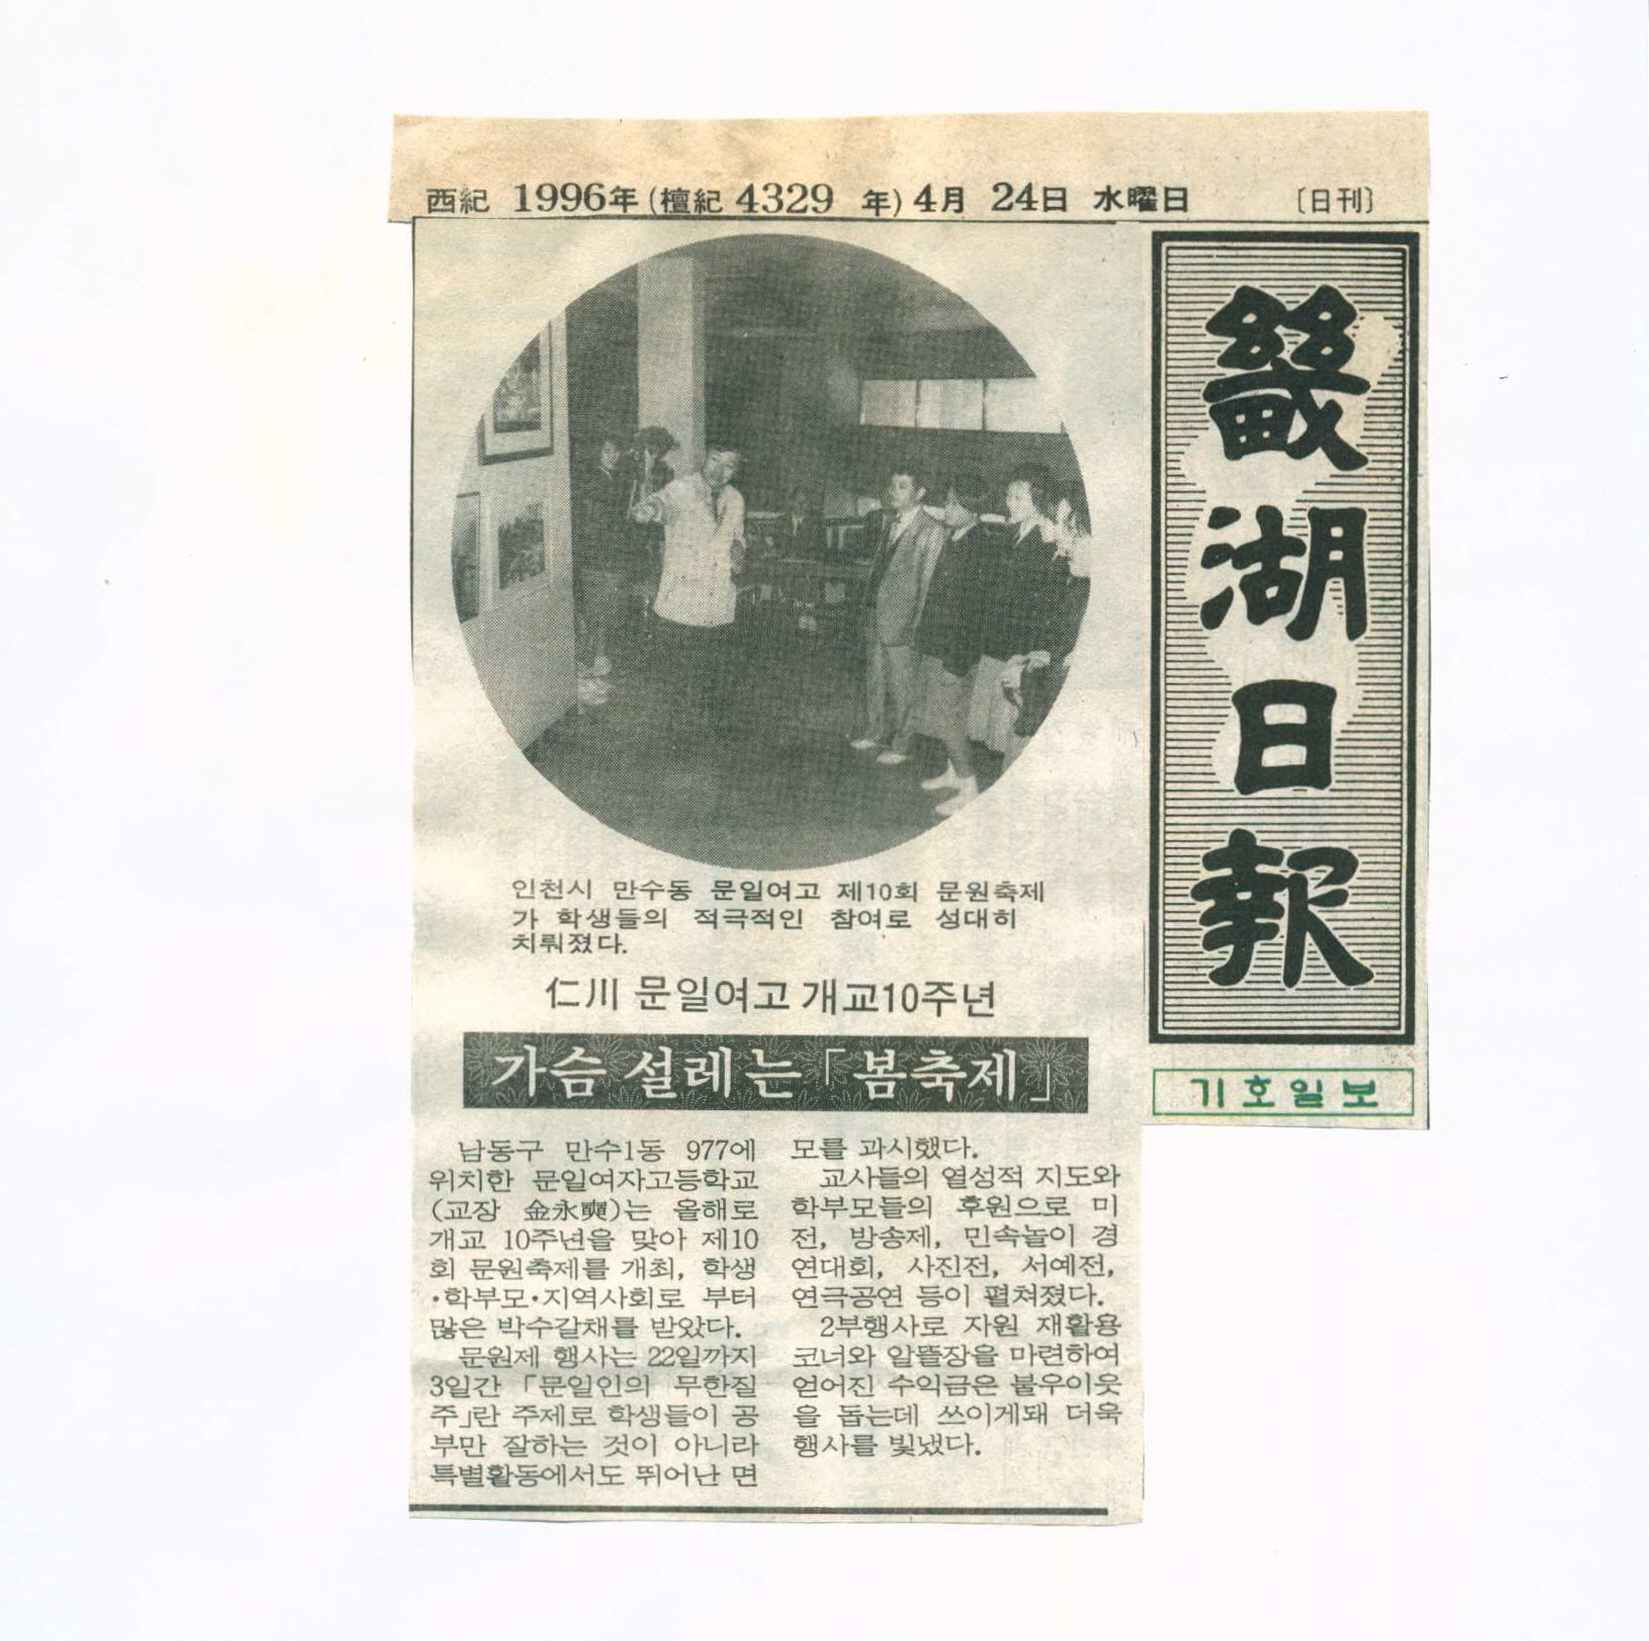 西紀 1996年(檀紀 4329 年) 4月 24日 水曜日 〔日刊〕
畿湖日報
기호일보
인천시 만수동 문일여고 제10회 문원축제
가 학생들의 적극적인 참여로 성대히
치뤄졌다.
仁川 문일여고 개교10주년
가슴 설레는 「봄축제」
남동구 만수1동 977에
위치한 문일여자고등학교
(교장 金永奭)는 올해로
개교 10주년을 맞아 제10
회 문원축제를 개최, 학생
·학부모·지역사회로 부터
많은 박수갈채를 받았다.
문원제 행사는 22일까지
3일간 「문일인의 무한질
주」란 주제로 학생들이 공
부만 잘하는 것이 아니라
특별활동에서도 뛰어난 면
모를 과시했다.
교사들의 열성적 지도와
학부모들의 후원으로 미
전, 방송제, 민속놀이 경
연대회, 사진전, 서예전,
연극공연 등이 펼쳐졌다.
2부행사로 자원 재활용
코너와 알뜰장을 마련하여
얻어진 수익금은 불우이웃
을 돕는데 쓰이게돼 더욱
행사를 빛냈다.